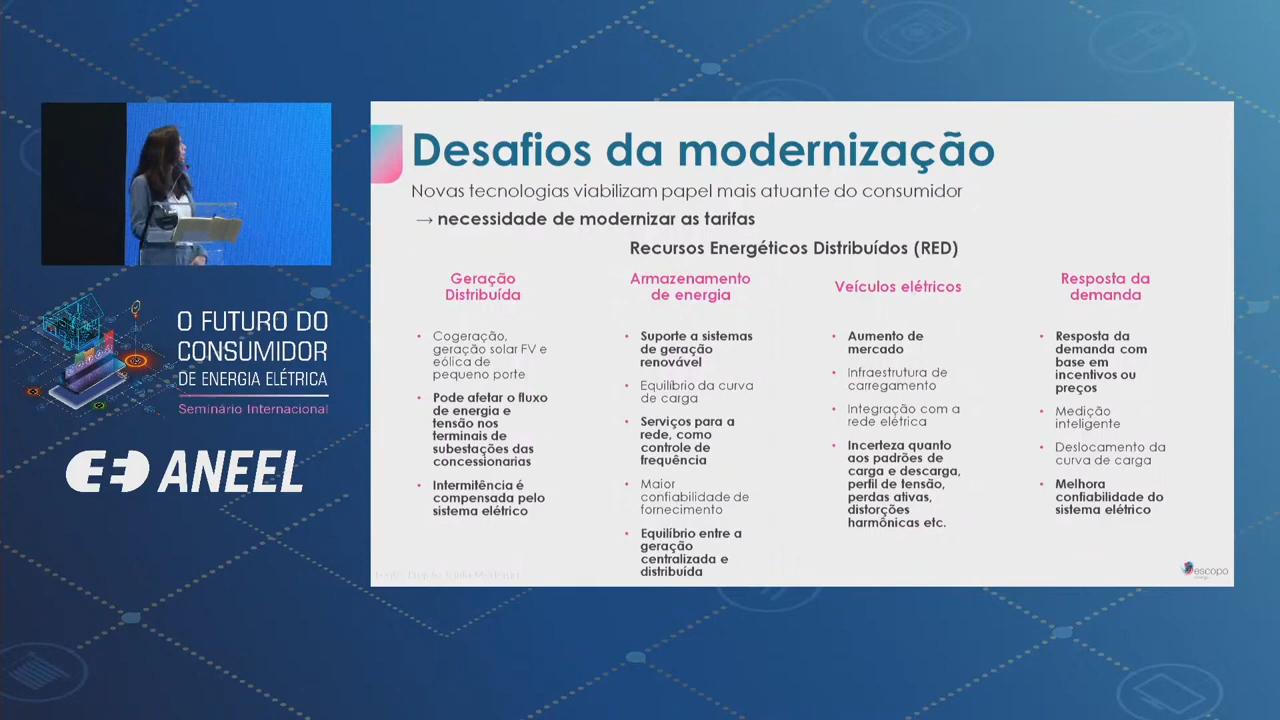 Desafios da modernização
Novas tecnologias viabilizam papel mais atuante do consumidor
→ necessidade de modernizar as tarifas
Recursos Energéticos Distribuídos (RED)
Geração
Distribuída
• Cogeração,
geração solar FV e
eólica de
pequeno porte
• Pode afetar o fluxo
de energia e
tensão nos
terminais de
subestações das
concessionarias
• Intermitência é
compensada pelo
sistema elétrico
Armazenamento
de energia
• Suporte a sistemas
de geração
renovável
• Equilíbrio da curva
de carga
• Serviços para a
rede, como
controle de
frequência
• Maior
confiabilidade de
fornecimento
• Equilíbrio entre a
geração
centralizada e
distribuída
Veículos elétricos
• Aumento de
mercado
• Infraestrutura de
carregamento
• Integração com a
rede elétrica
• Incerteza quanto
aos padrões de
carga e descarga,
perfil de tensão,
perdas ativas,
distorções
harmônicas etc.
Resposta da
demanda
• Resposta da
demanda com
base em
incentivos ou
preços
• Medição
inteligente
• Deslocamento da
curva de carga
• Melhora
confiabilidade do
sistema elétrico
escopo
O FUTURO DO
CONSUMIDOR
DE ENERGIA ELÉTRICA
Seminário Internacional
ANEEL